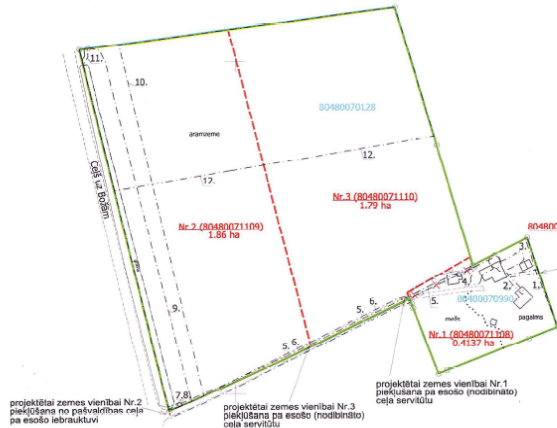 11.
10.
80480070128
aramzeme
Ceļš uz Božām
12.
12.
Nr.3 (80480071110)
1.79 ha
Nr.2 (80480071109)
1.86 ha
80480
3.
4.
2.
1.
5.
6.
80480070990
9.
5.
6.
pagalms
Nr.1 (80480071108)
0.4137 ha
7.8.
projektētai zemes vienībai Nr.2
piekļūšana no pašvaldības ceļa
pa esošo iebrauktuvi
projektētai zemes vienībai Nr.3
piekļūšana pa esošo (nodibināto)
ceļa servitūtu
projektētai zemes vienībai Nr.1
piekļūšana pa esošo (nodibināto)
ceļa servitūtu
5.